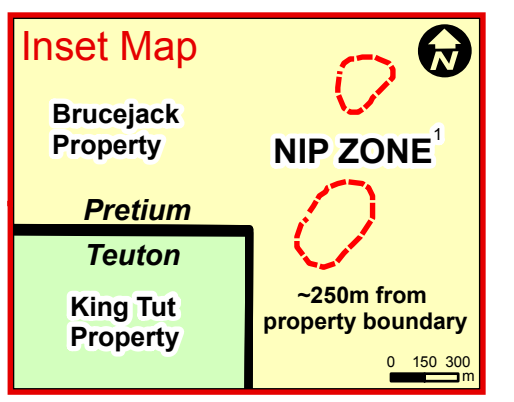 Inset Map
N
Brucejack
Property
NIP ZONE¹
Pretium
Teuton
King Tut
Property
~250m from
property boundary
0 150 300
m